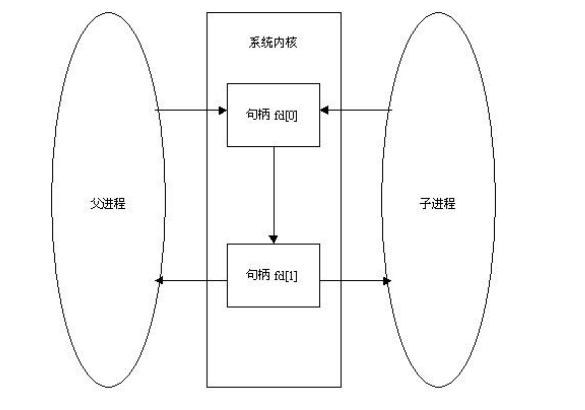 系统内核
句柄 fd[0]
父进程
子进程
句柄 fd[1]